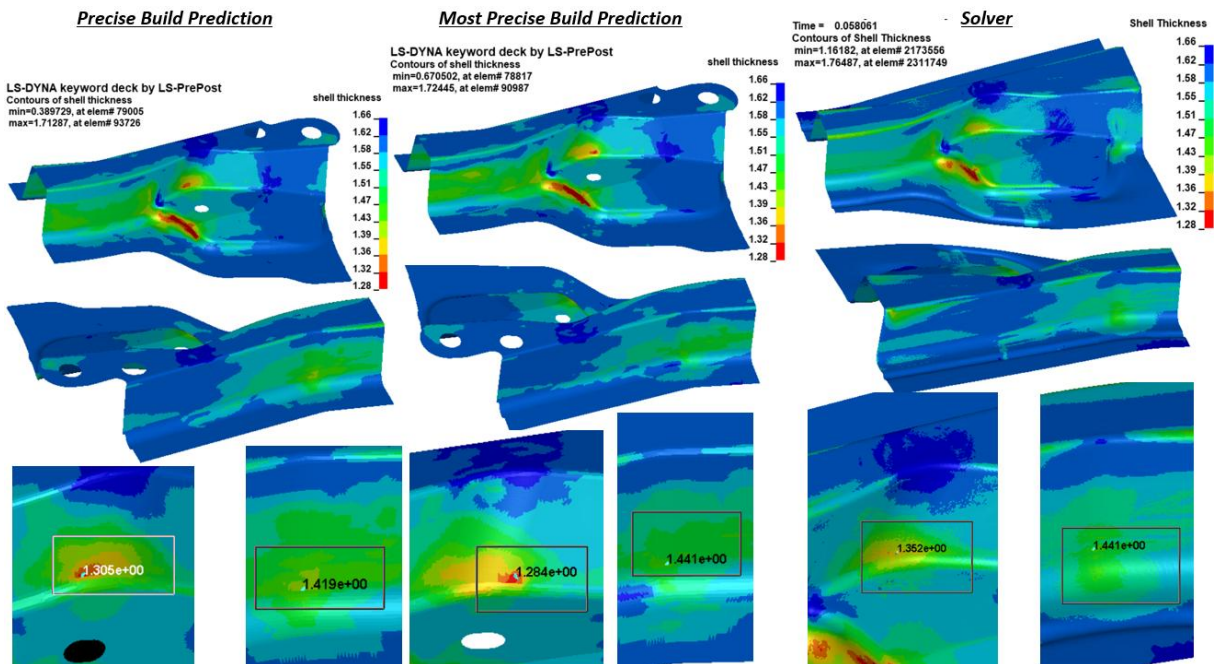 Precise Build Prediction
LS-DYNA keyword deck by LS-PrePost
Contours of shell thickness
min=0.389729, at elem# 79005
max=1.71287, at elem# 93726
shell thickness
1.66
1.62
1.58
1.55
1.51
1.47
1.43
1.39
1.36
1.32
1.28
1.305e+00
1.419e+00
Most Precise Build Prediction
LS-DYNA keyword deck by LS-PrePost
Contours of shell thickness
min=0.670502, at elem# 78817
max=1.72445, at elem# 90987
shell thickness
1.66
1.62
1.58
1.55
1.51
1.47
1.43
1.39
1.36
1.32
1.28
1.284e+00
1.441e+00
Solver
Time = 0.058061
Contours of Shell Thickness
min=1.16182, at elem# 2173556
max=1.76487, at elem# 2311749
Shell Thickness
1.66
1.62
1.58
1.55
1.51
1.47
1.43
1.39
1.36
1.32
1.28
1.352e+00
1.441e+00